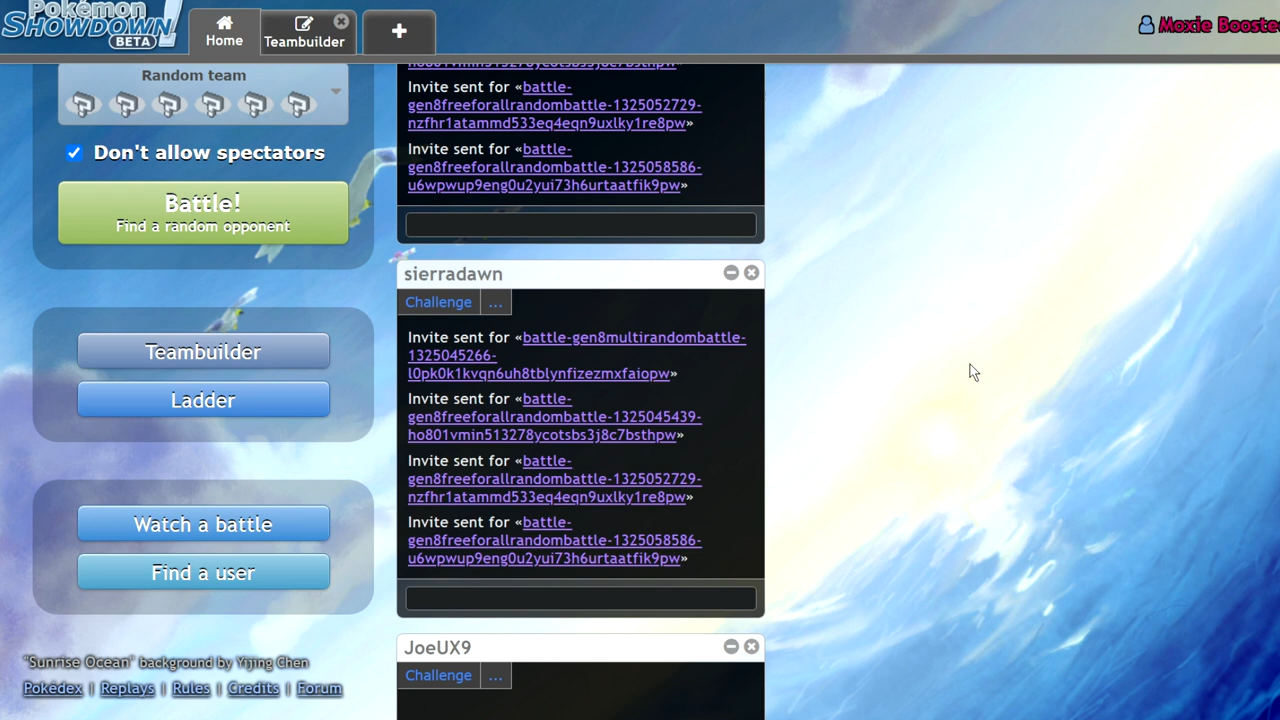 Pokémon
SHOWDOWN!
BETA
Home
Teambuilder
Moxie Booste
Random team
Don't allow spectators
Battle!
Find a random opponent
Teambuilder
Ladder
Watch a battle
Find a user
"Sunrise Ocean" background by Yijing Chen
Pokédex | Replays | Rules | Credits | Forum
ho801vmin513278ycotsbs3j8c7bsthpw»
Invite sent for «battle-
gen8freeforallrandombattle-1325052729-
nzfhr1atammd533eq4eqn9uxlky1re8pw»
Invite sent for «battle-
gen8freeforallrandombattle-1325058586-
u6wpwup9eng0u2yui73h6urtaatfik9pw»
sierradawn
Challenge ...
Invite sent for «battle-gen8multirandombattle-
1325045266-
l0pk0k1kvqn6uh8tblynfizezmxfaiopw»
Invite sent for «battle-
gen8freeforallrandombattle-1325045439-
ho801vmin513278ycotsbs3j8c7bsthpw»
Invite sent for «battle-
gen8freeforallrandombattle-1325052729-
nzfhr1atammd533eq4eqn9uxlky1re8pw»
Invite sent for «battle-
gen8freeforallrandombattle-1325058586-
u6wpwup9eng0u2yui73h6urtaatfik9pw»
JoeUX9
Challenge ...